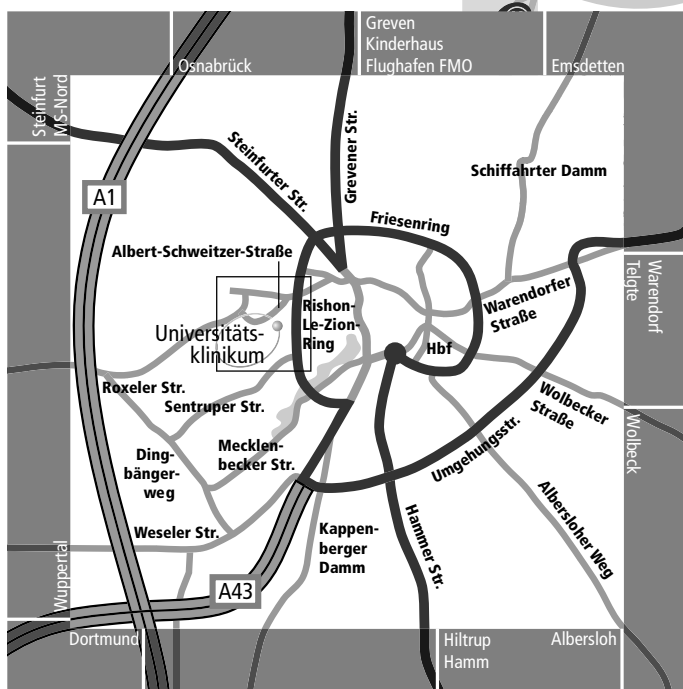 Greven
Kinderhaus
Flughafen FMO
Osnabrück
Emsdetten
Steinfurt
MS-Nord
Steinfurter Str.
Grevener Str.
Schiffahrter Damm
A1
Friesenring
Albert-Schweitzer-Straße
Warendorf
Telgte
Rishon-
Le-Zion-
Ring
Warendorfer
Straße
Universitäts-
klinikum
Hbf
Roxeler Str.
Sentruper Str.
Wolbecker
Straße
Wolbeck
Mecklen-
becker Str.
Umgehungsstr.
Ding-
bänger-
weg
Weseler Str.
Kappen-
berger
Damm
Hammer Str.
Albersloher Weg
A43
Wuppertal
Dortmund
Hiltrup
Hamm
Albersloh